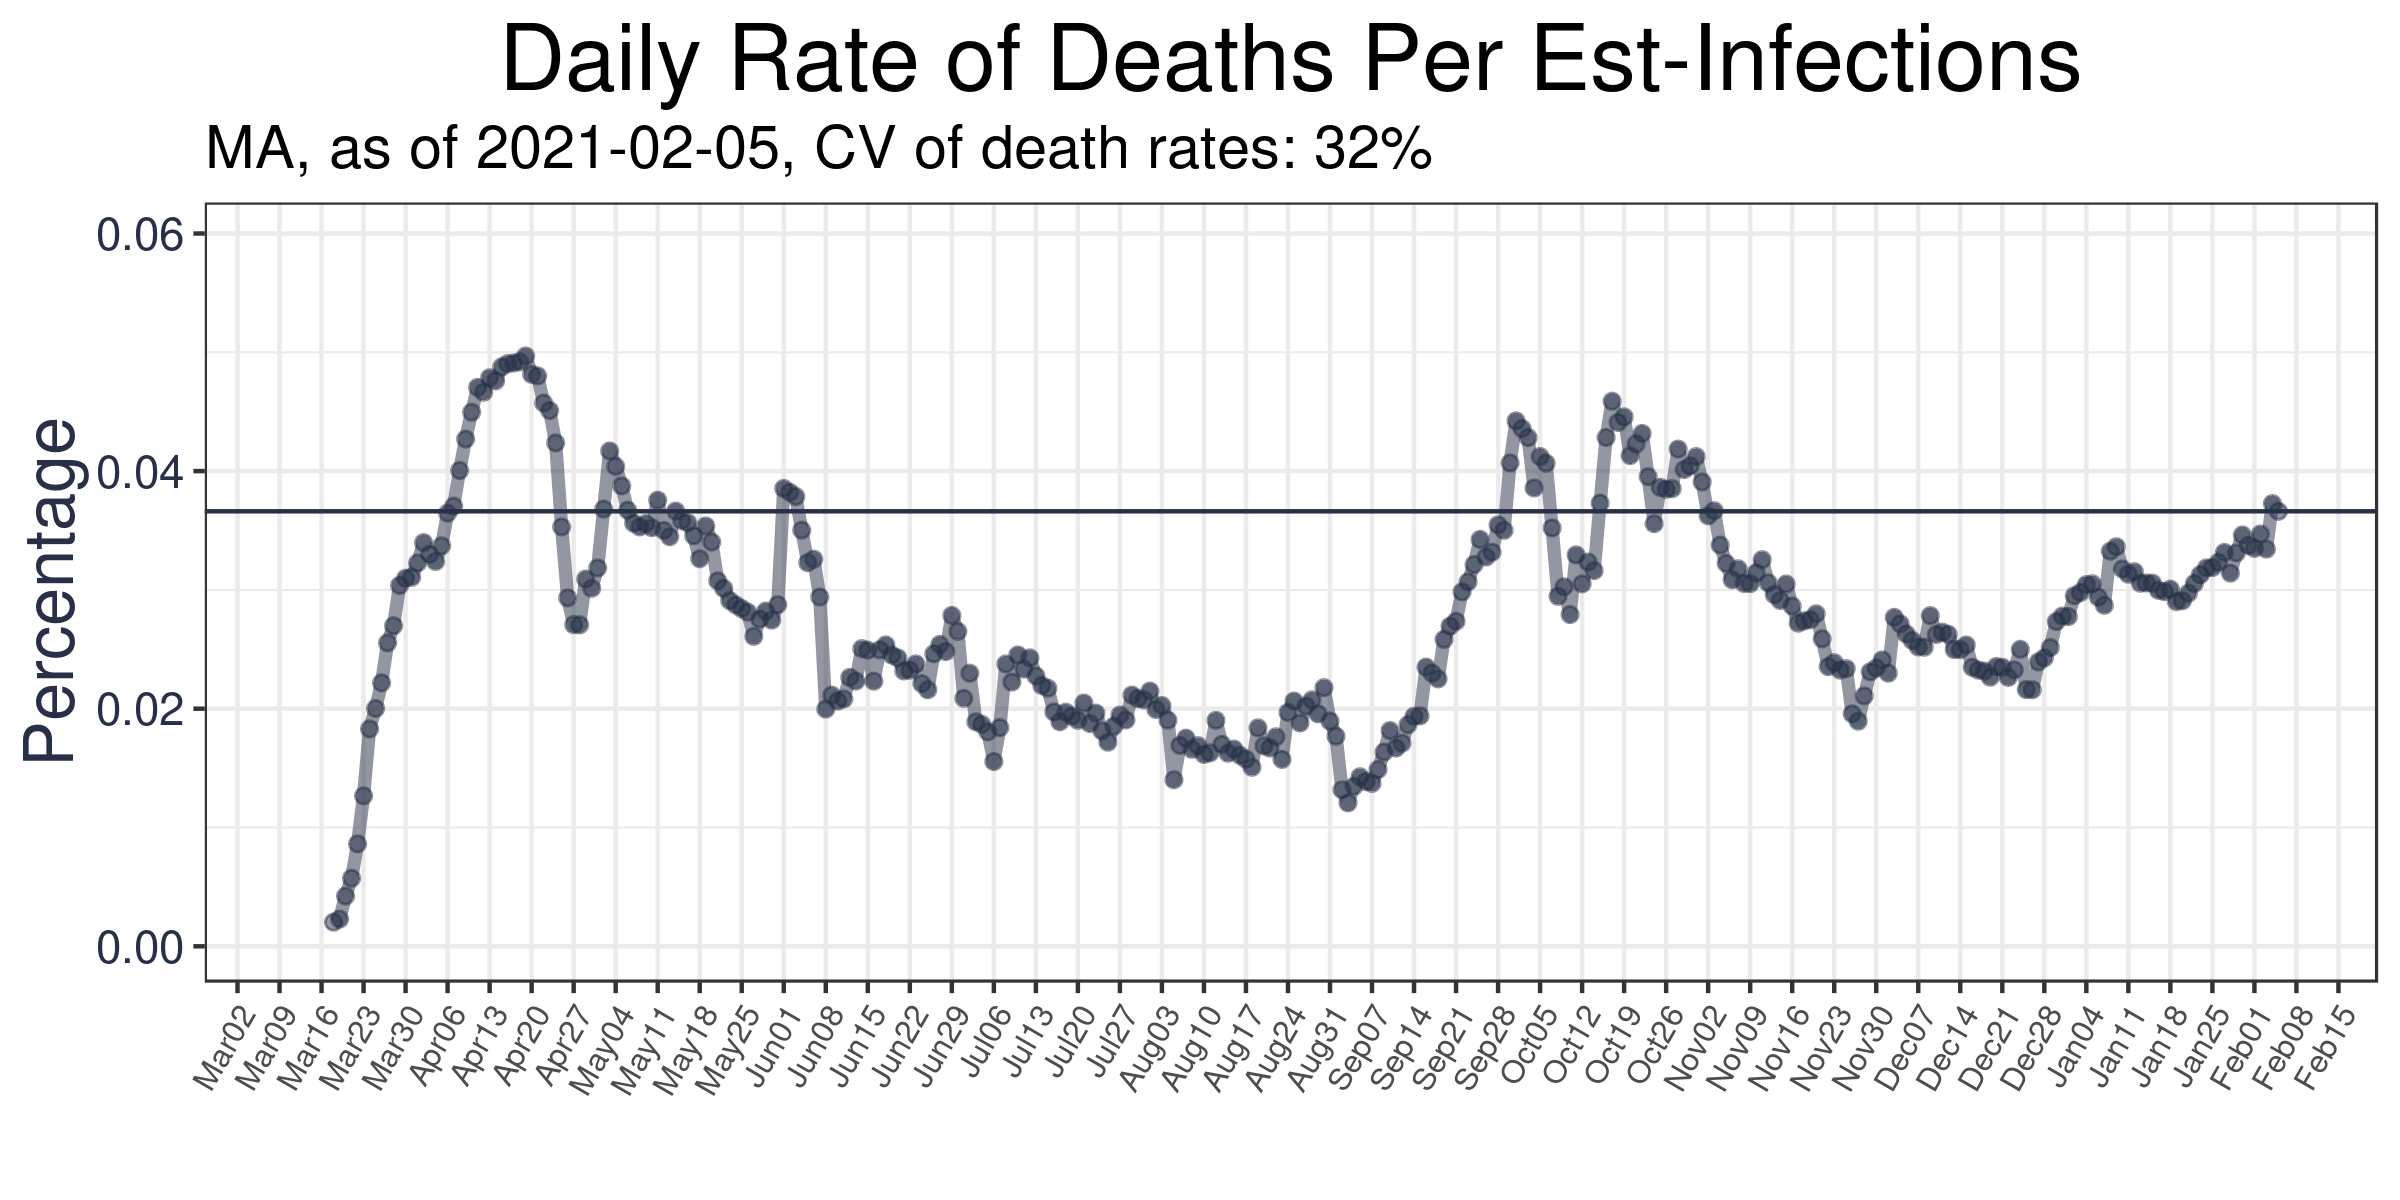 Daily Rate of Deaths Per Est-Infections
MA, as of 2021-02-05, CV of death rates: 32%
Percentage
0.06
0.04
0.02
0.00
Mar02
Mar09
Mar16
Mar23
Mar30
Apr06
Apr13
Apr20
Apr27
May04
May11
May18
May25
Jun01
Jun08
Jun15
Jun22
Jun29
Jul06
Jul13
Jul20
Jul27
Aug03
Aug10
Aug17
Aug24
Aug31
Sep07
Sep14
Sep21
Sep28
Oct05
Oct12
Oct19
Oct26
Nov02
Nov09
Nov16
Nov23
Nov30
Dec07
Dec14
Dec21
Dec28
Jan04
Jan11
Jan18
Jan25
Feb01
Feb08
Feb15